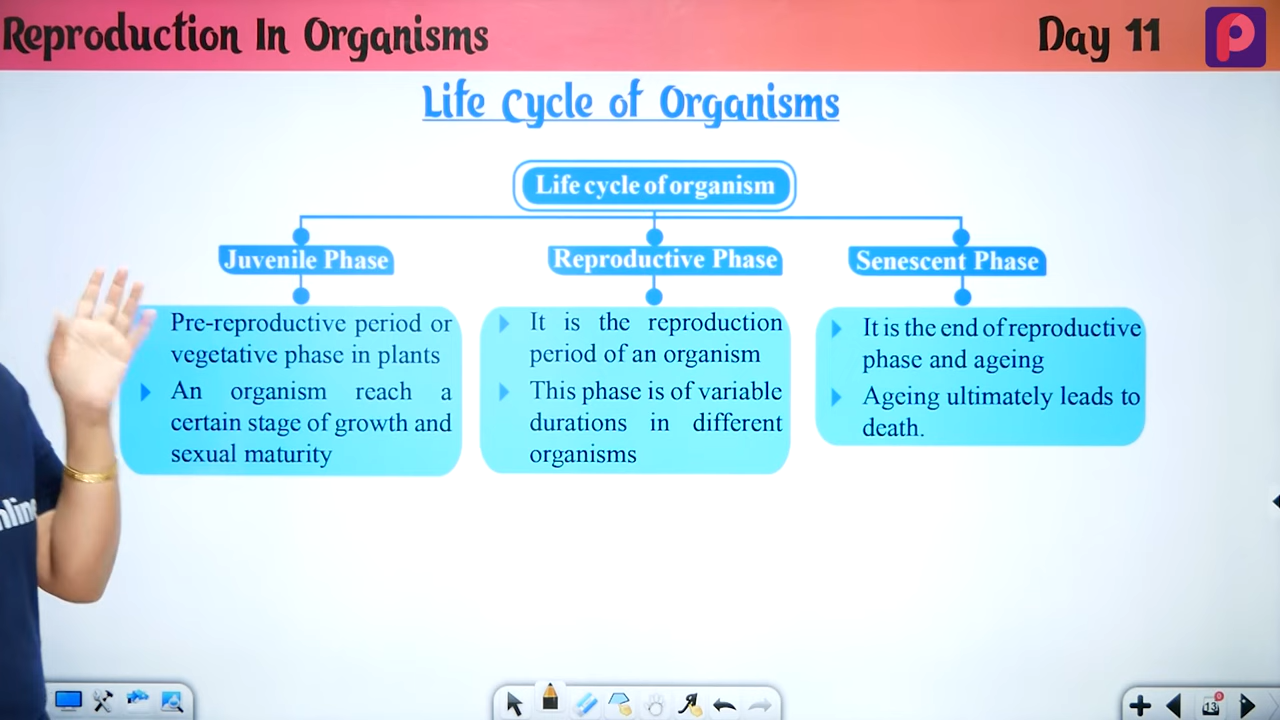 Reproduction In Organisms
Day 11
Life Cycle of Organisms
Life cycle of organism
Juvenile Phase
Reproductive Phase
Senescent Phase
Pre-reproductive period or
vegetative phase in plants
An organism reach a
certain stage of growth and
sexual maturity
It is the reproduction
period of an organism
This phase is of variable
durations in different
organisms
It is the end of reproductive
phase and ageing
Ageing ultimately leads to
death.
13